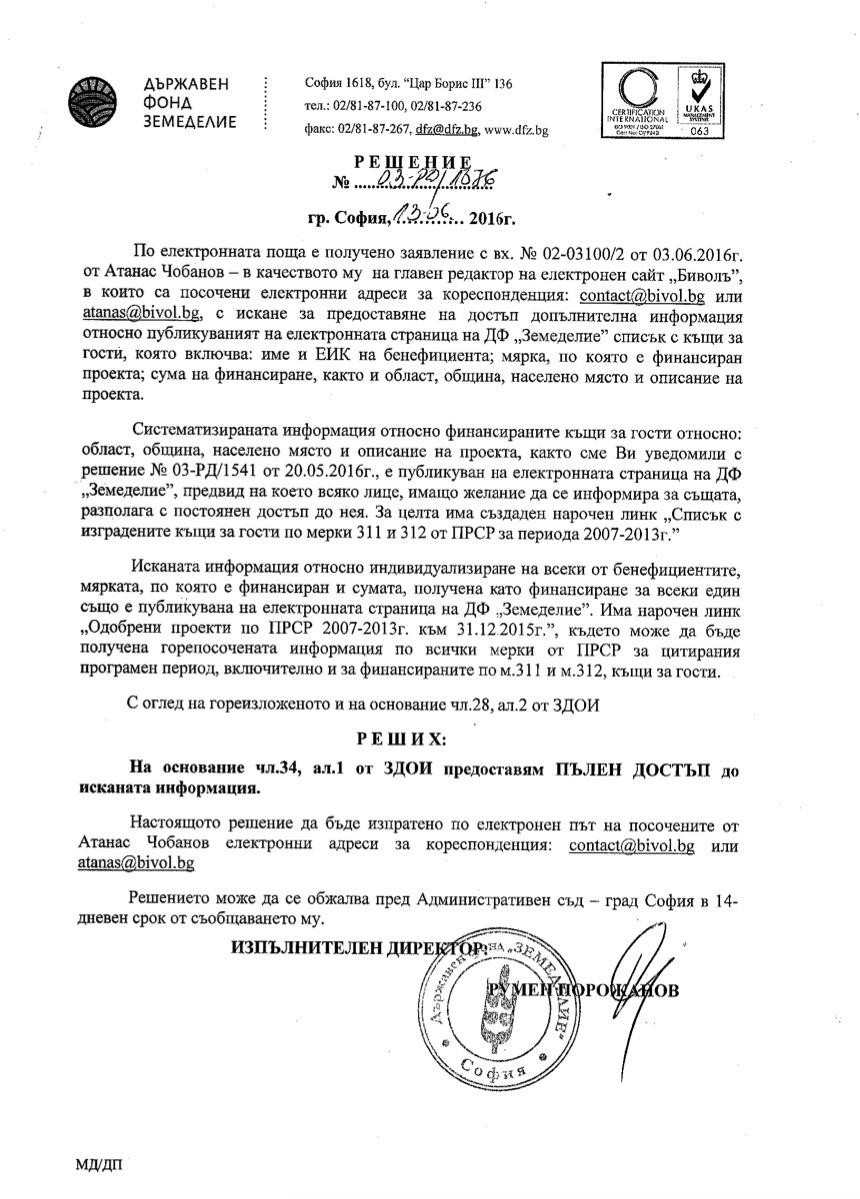 ДЪРЖАВЕН
ФОНД
ЗЕМЕДЕЛИЕ
София 1618, бул. “Цар Борис III” 136
тел.: 02/81-87-100, 02/81-87-236
факс: 02/81-87-267, dfz@dfz.bg, www.dfz.bg
CERTIFICATION
INTERNATIONAL
ISO 9001 / ISO 27001
UKAS
MANAGEMENT
SYSTEMS
063
Р Е Ш Е Н И Е
№ 03-РД/1676
гр. София, 13.06. 2016г.
По електронната поща е получено заявление с вх. № 02-03100/2 от 03.06.2016г.
от Атанас Чобанов – в качеството му на главен редактор на електронен сайт „Биволъ”,
в които са посочени електронни адреси за кореспонденция: contact@bivol.bg или
atanas@bivol.bg, с искане за предоставяне на достъп допълнителна информация
относно публикуваният на електронната страница на ДФ „Земеделие” списък с къщи за
гости, която включва: име и ЕИК на бенефициента; мярка, по която е финансиран
проекта; сума на финансиране, както и област, община, населено място и описание на
проекта.
Систематизираната информация относно финансираните къщи за гости относно:
област, община, населено място и описание на проекта, както сме Ви уведомили с
решение № 03-РД/1541 от 20.05.2016г., е публикуван на електронната страница на ДФ
„Земеделие”, предвид на което всяко лице, имащо желание да се информира за същата,
разполага с постоянен достъп до нея. За целта има създаден нарочен линк „Списък с
изградените къщи за гости по мерки 311 и 312 от ПРСР за периода 2007-2013г.”
Исканата информация относно индивидуализиране на всеки от бенефициентите,
мярката, по която е финансиран и сумата, получена като финансиране за всеки един
също е публикувана на електронната страница на ДФ „Земеделие”. Има нарочен линк
„Одобрени проекти по ПРСР 2007-2013г. към 31.12.2015г.”, където може да бъде
получена горепосочената информация по всички мерки от ПРСР за цитирания
програмен период, включително и за финансираните по м.311 и м.312, къщи за гости.
С оглед на гореизложеното и на основание чл.28, ал.2 от ЗДОИ
Р Е Ш И Х:
На основание чл.34, ал.1 от ЗДОИ предоставям ПЪЛЕН ДОСТЪП до
исканата информация.
Настоящото решение да бъде изпратено по електронен път на посочените от
Атанас Чобанов електронни адреси за кореспонденция: contact@bivol.bg или
atanas@bivol.bg
Решението може да се обжалва пред Административен съд – град София в 14-
дневен срок от съобщаването му.
ИЗПЪЛНИТЕЛЕН ДИРЕКТОР:
РУМЕН ПОРОЖАНОВ
Държавен фонд „ЗЕМЕДЕЛИЕ”
София
МД/ДП